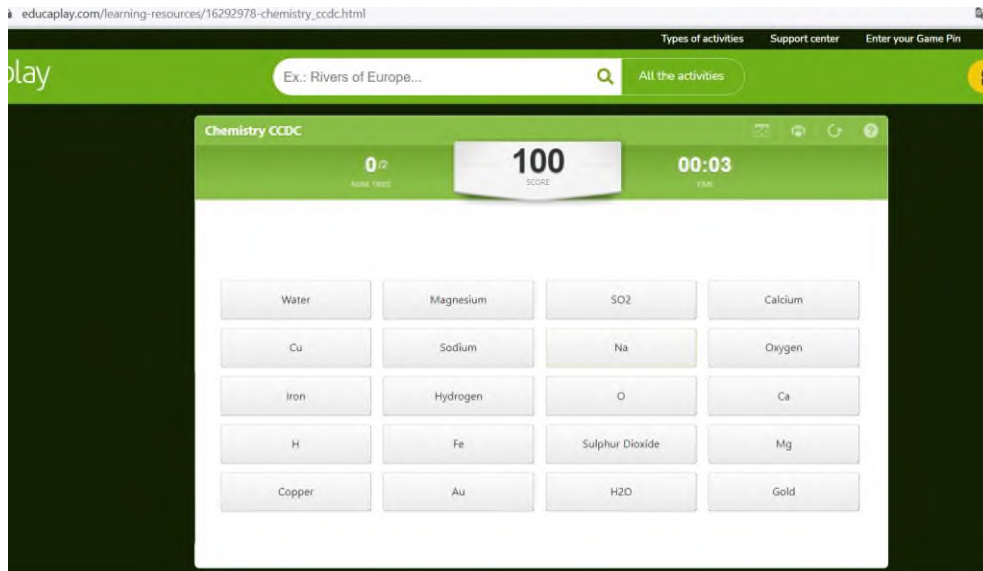 educaplay.com/learning-resources/16292978-chemistry_ccdc.html
Types of activities Support center Enter your Game Pin
play
Ex.: Rivers of Europe... All the activities
Chemistry CCDC
0/2 100 00:03
SCORE TIME
Water Magnesium SO2 Calcium
Cu Sodium Na Oxygen
Iron Hydrogen O Ca
H Fe Sulphur Dioxide Mg
Copper Au H2O Gold